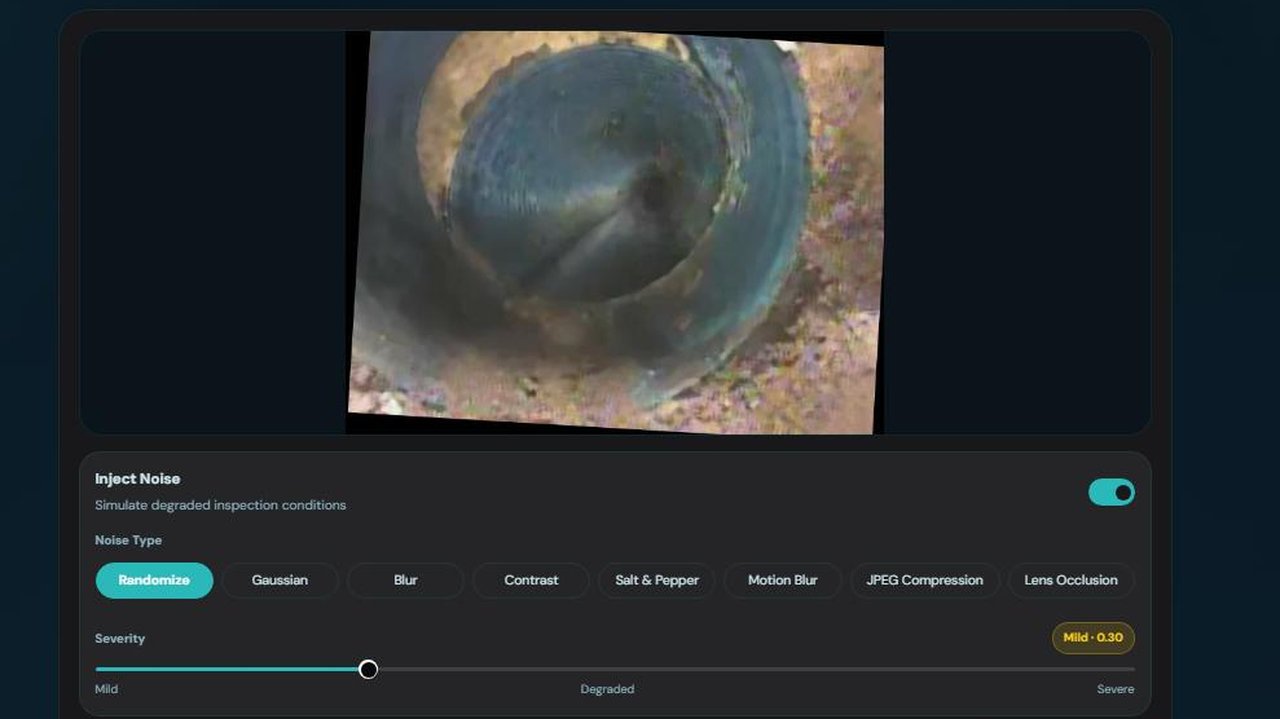 Inject Noise
Simulate degraded inspection conditions
Noise Type
Randomize Gaussian Blur Contrast Salt & Pepper Motion Blur JPEG Compression Lens Occlusion
Severity Mild · 0.30
Mild Degraded Severe